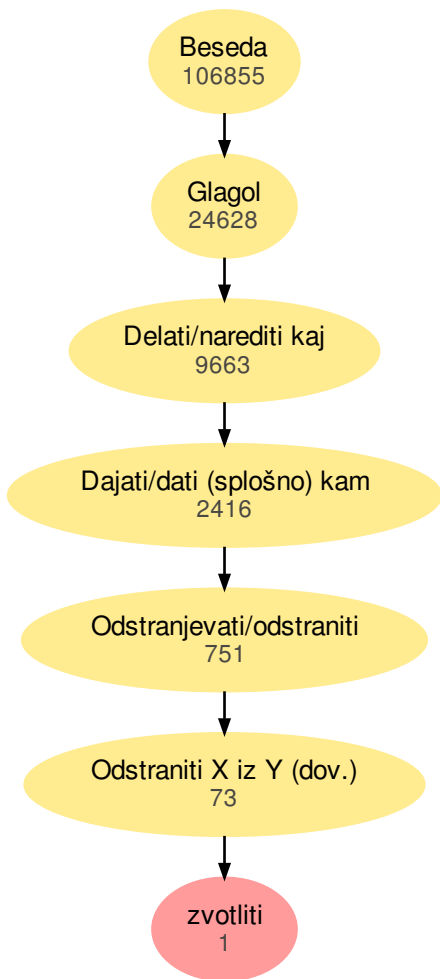 Beseda
106855
Glagol
24628
Delati/narediti kaj
9663
Dajati/dati (splošno) kam
2416
Odstranjevati/odstraniti
751
Odstraniti X iz Y (dov.)
73
zvotliti
1